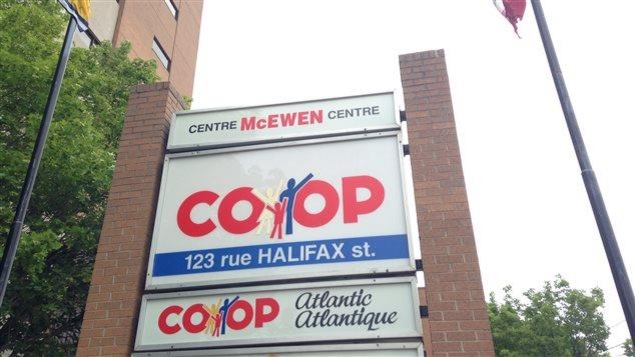 CENTRE McEWEN CENTRE
CO OP
123 rue HALIFAX st.
CO OP Atlantic
Atlantique